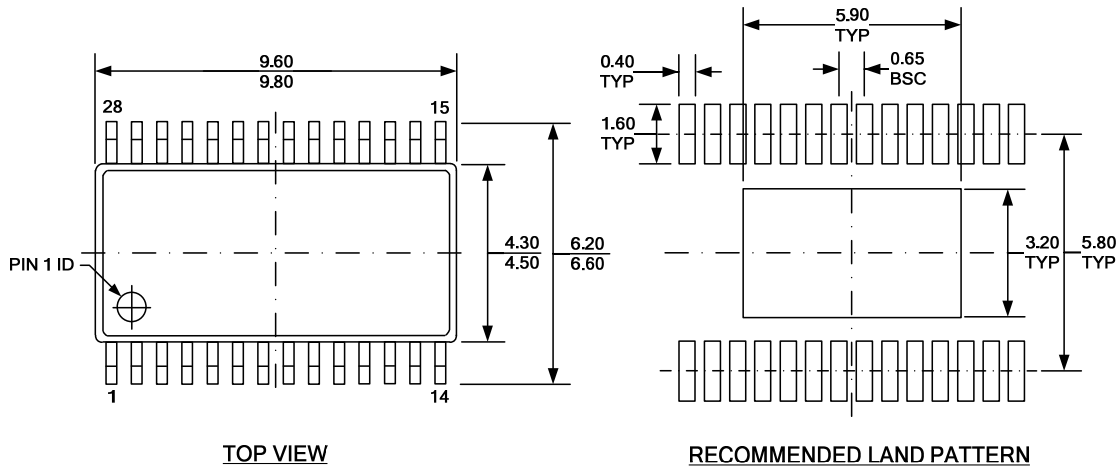 9.60
9.80
28
15
PIN 1 ID
4.30
4.50
6.20
6.60
1
14
TOP VIEW
5.90
TYP
0.40
TYP
0.65
BSC
1.60
TYP
3.20
TYP
5.80
TYP
RECOMMENDED LAND PATTERN